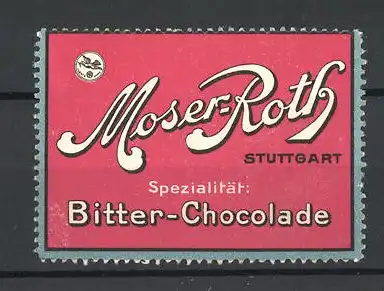 Moser-Roth
STUTTGART
Spezialität:
Bitter-Chocolade